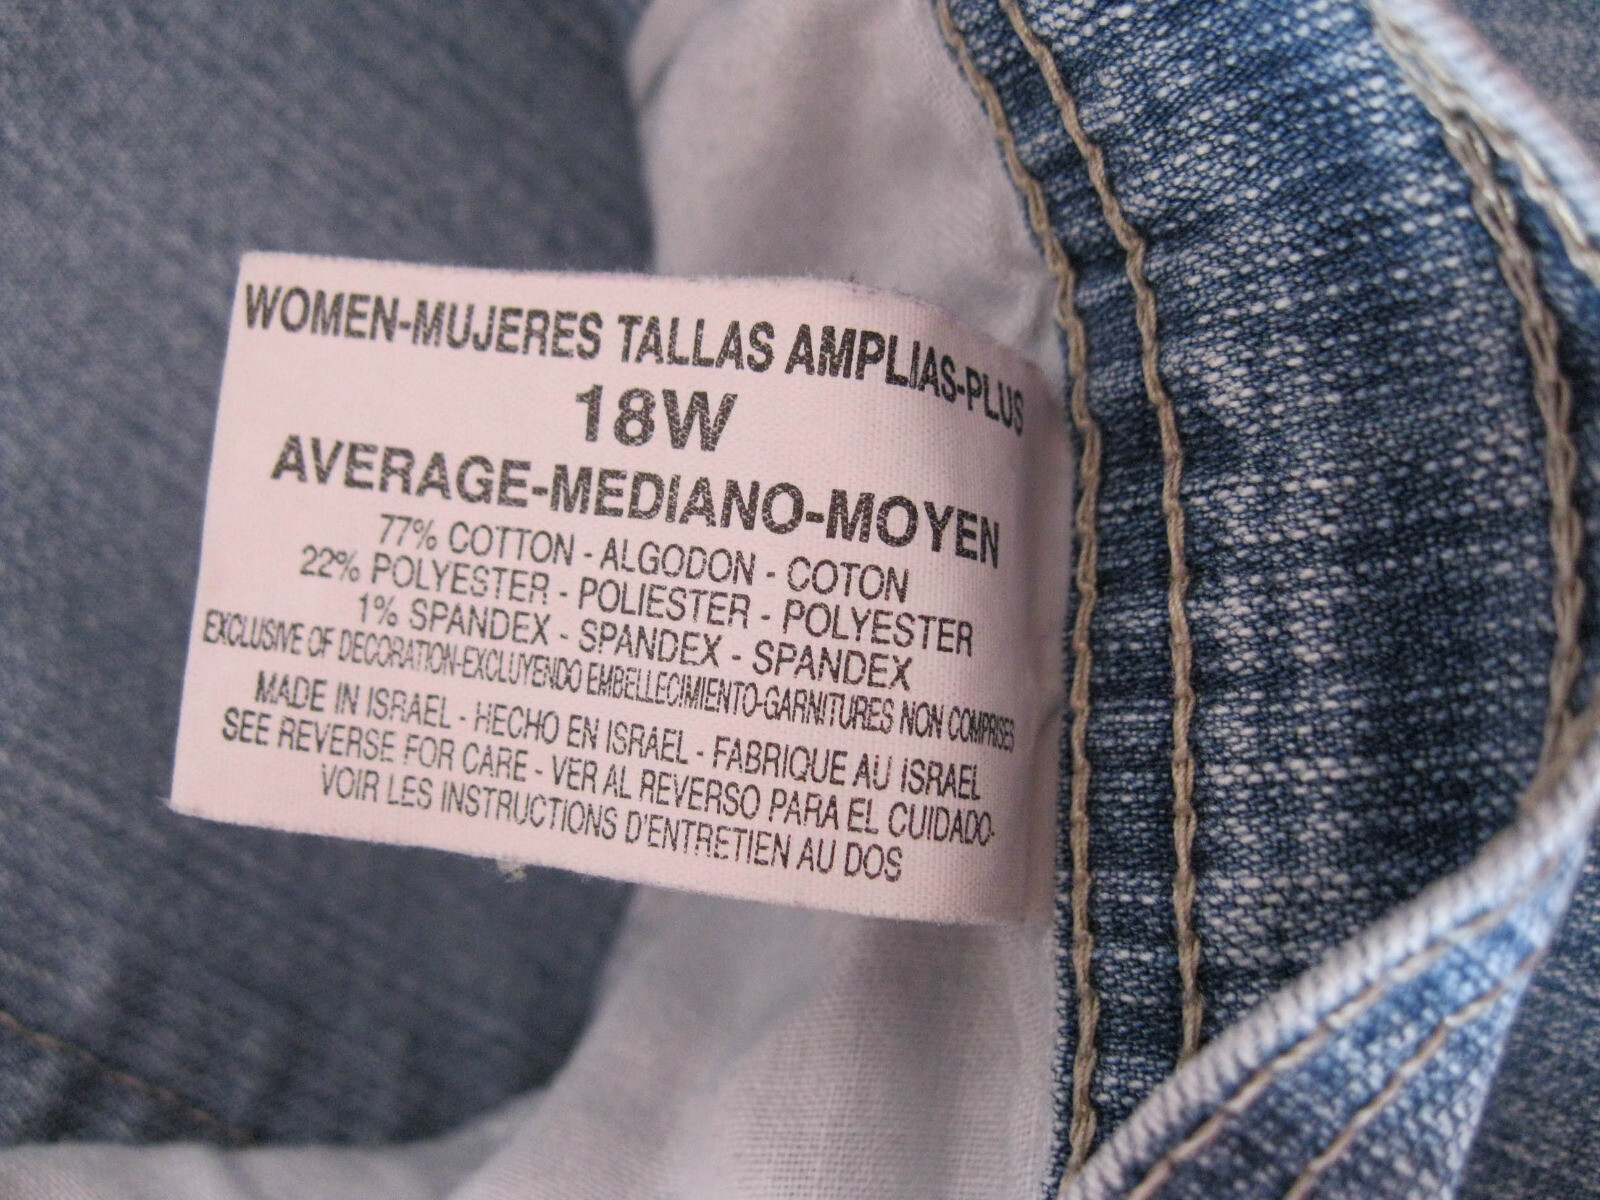 WOMEN-MUJERES TALLAS AMPLIAS-PLUS
18W
AVERAGE-MEDIANO-MOYEN
77% COTTON - ALGODON - COTON
22% POLYESTER - POLIESTER - POLYESTER
1% SPANDEX - SPANDEX - SPANDEX
EXCLUSIVE OF DECORATION-EXCLUYENDO EMBELLECIMIENTO-GARNITURES NON COMPRISES
MADE IN ISRAEL - HECHO EN ISRAEL - FABRIQUE AU ISRAEL
SEE REVERSE FOR CARE - VER AL REVERSO PARA EL CUIDADO-
VOIR LES INSTRUCTIONS D'ENTRETIEN AU DOS